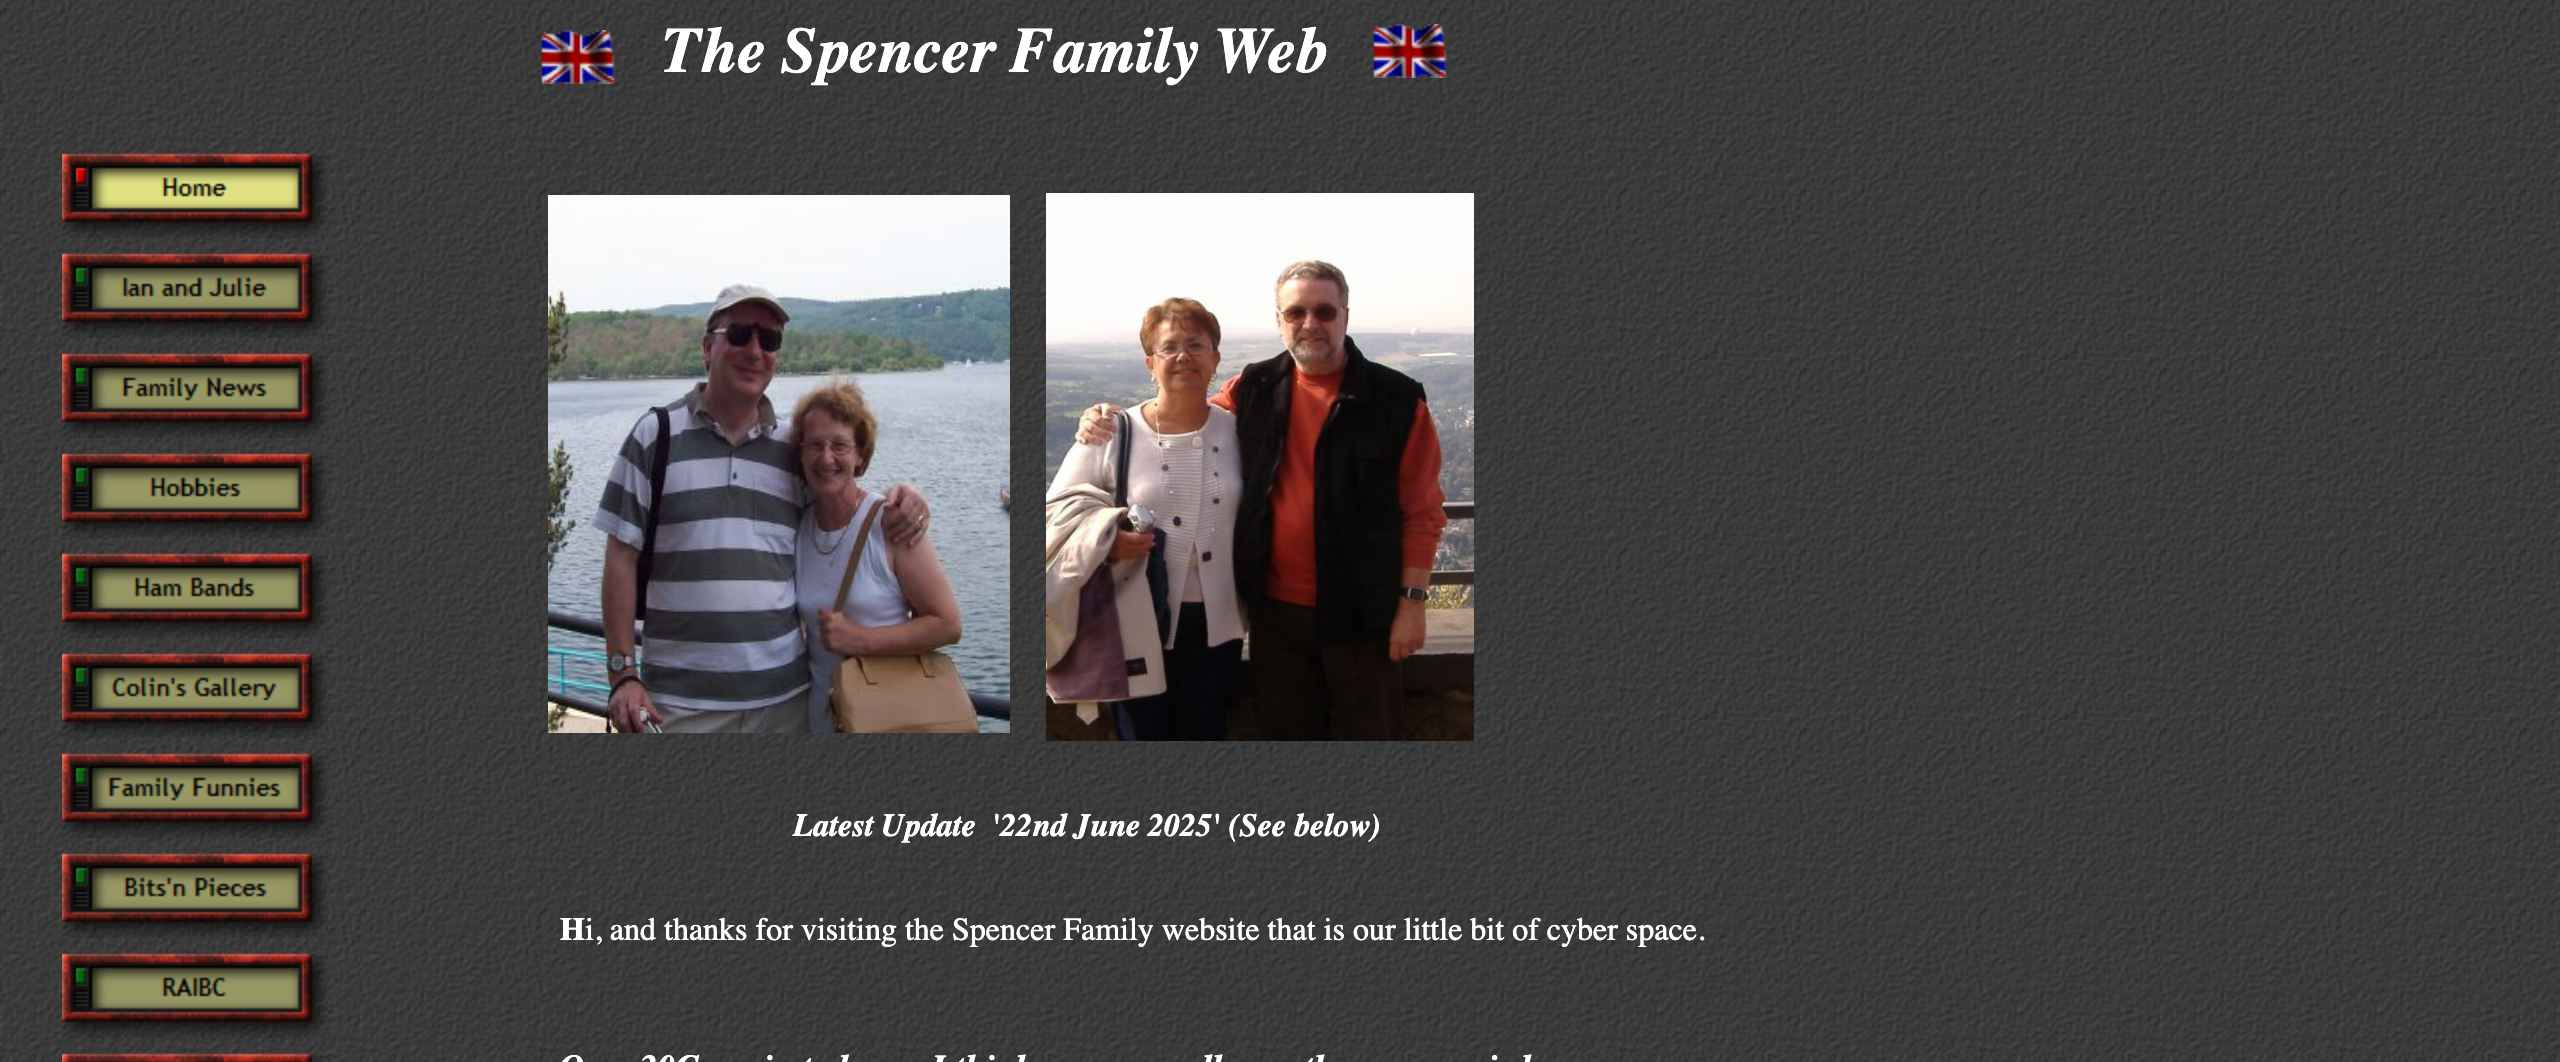 The Spencer Family Web
Home
Ian and Julie
Family News
Hobbies
Ham Bands
Colin's Gallery
Family Funnies
Bits'n Pieces
RAIBC
Latest Update '22nd June 2025' (See below)
Hi, and thanks for visiting the Spencer Family website that is our little bit of cyber space.